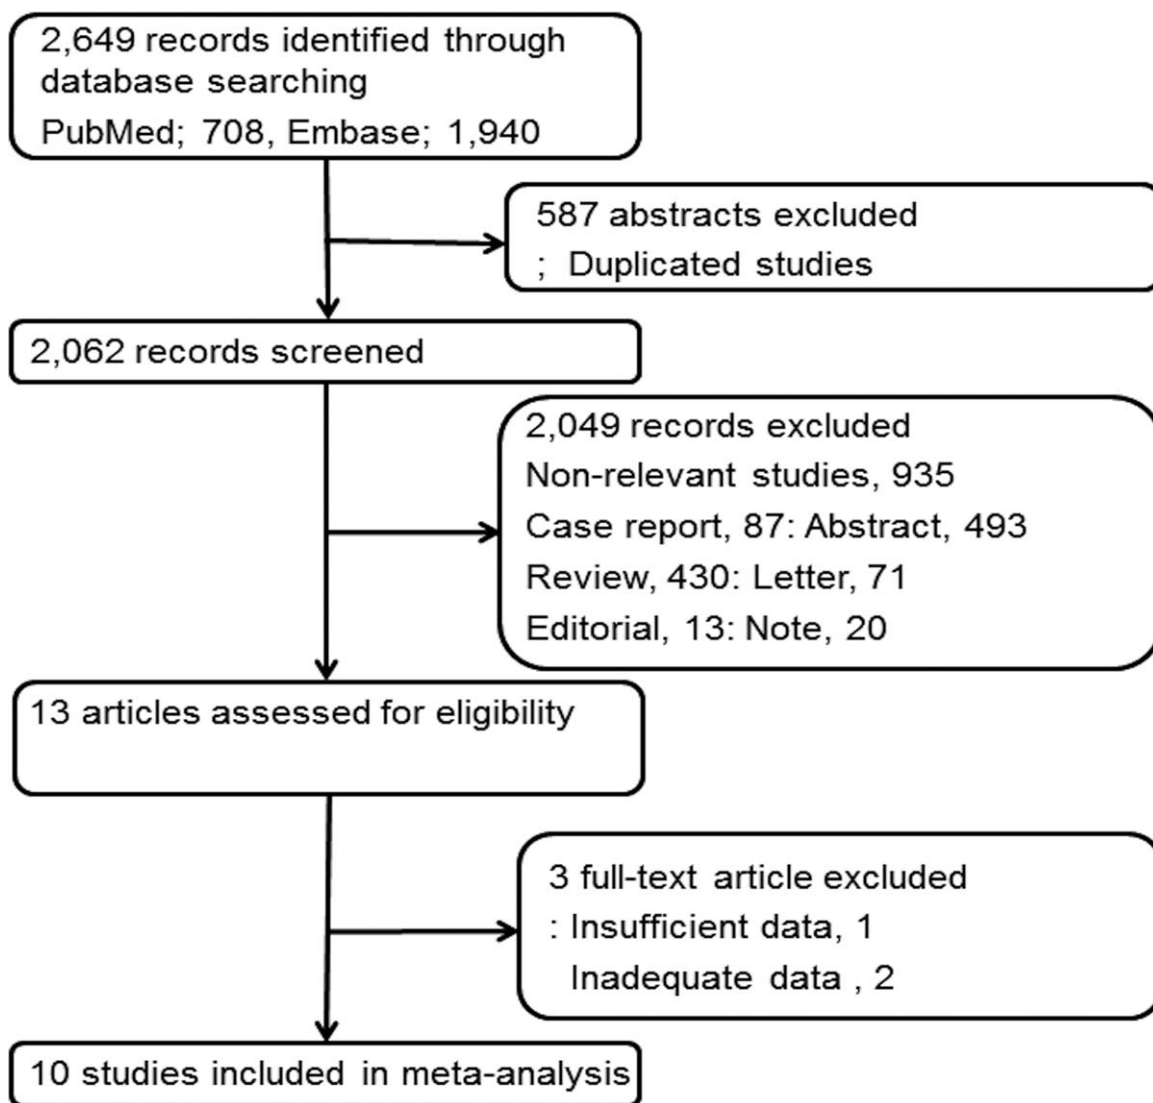 2,649 records identified through
database searching
PubMed; 708, Embase; 1,940
587 abstracts excluded
; Duplicated studies
2,062 records screened
2,049 records excluded
Non-relevant studies, 935
Case report, 87: Abstract, 493
Review, 430: Letter, 71
Editorial, 13: Note, 20
13 articles assessed for eligibility
3 full-text article excluded
: Insufficient data, 1
Inadequate data , 2
10 studies included in meta-analysis